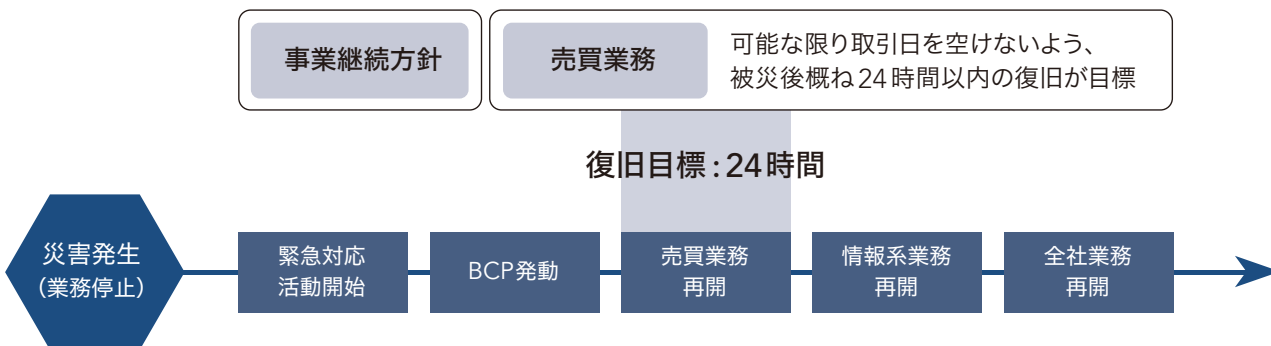 事業継続方針
売買業務
可能な限り取引日を空けないよう、
被災後概ね24時間以内の復旧が目標
復旧目標：24時間
災害発生
（業務停止）
緊急対応
活動開始
BCP発動
売買業務
再開
情報系業務
再開
全社業務
再開